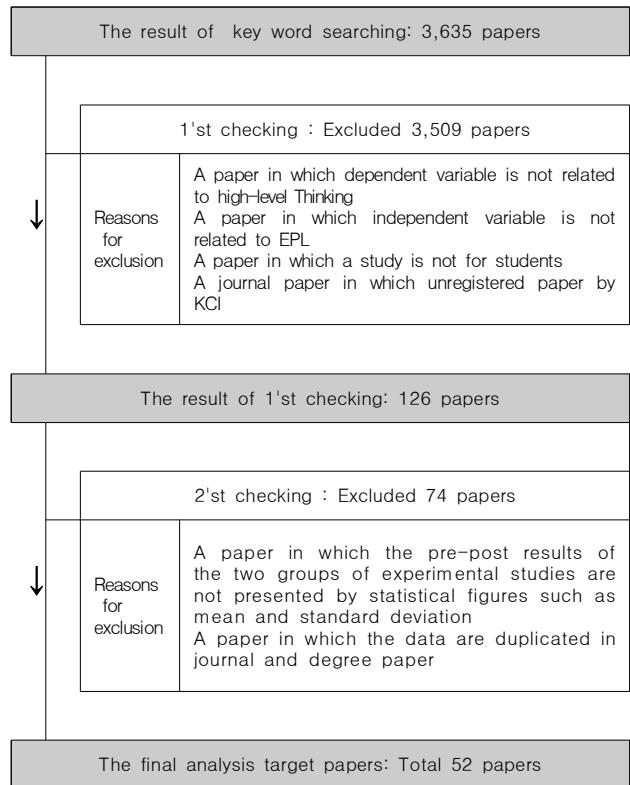 The result of key word searching: 3,635 papers
1'st checking : Excluded 3,509 papers
Reasons
for
exclusion
A paper in which dependent variable is not related
to high-level Thinking
A paper in which independent variable is not
related to EPL
A paper in which a study is not for students
A journal paper in which unregistered paper by
KCI
The result of 1'st checking: 126 papers
2'st checking : Excluded 74 papers
Reasons
for
exclusion
A paper in which the pre-post results of
the two groups of experimental studies are
not presented by statistical figures such as
mean and standard deviation
A paper in which the data are duplicated in
journal and degree paper
The final analysis target papers: Total 52 papers